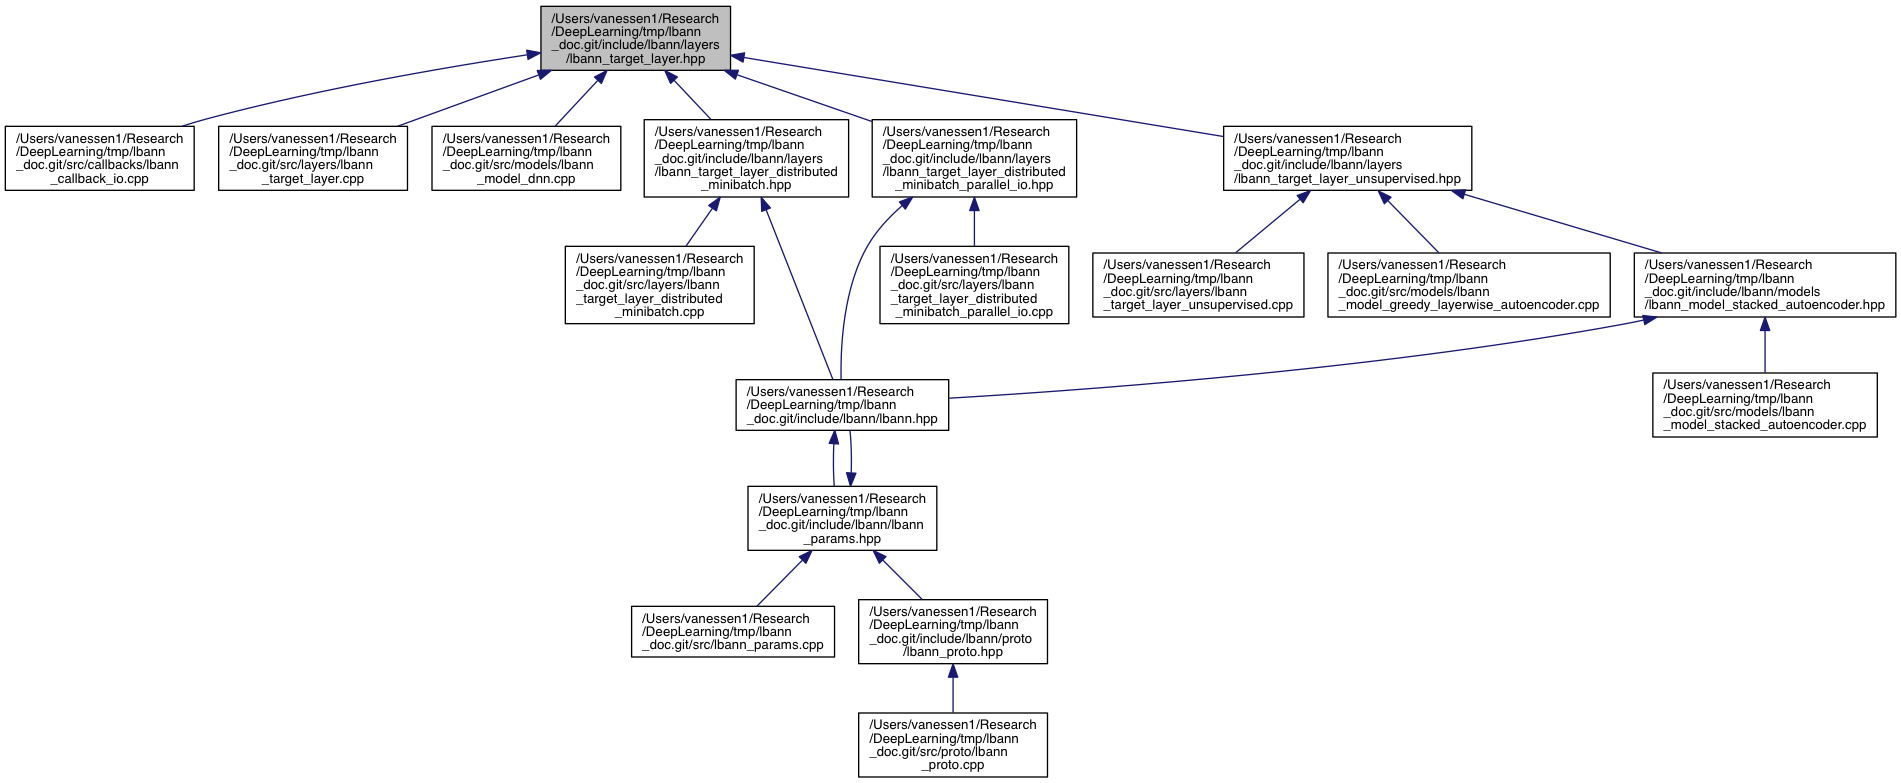 /Users/vanessen1/Research
/DeepLearning/tmp/lbann
_doc.git/include/lbann/layers
/lbann_target_layer.hpp
/Users/vanessen1/Research
/DeepLearning/tmp/lbann
_doc.git/src/callbacks/lbann
_callback_io.cpp
/Users/vanessen1/Research
/DeepLearning/tmp/lbann
_doc.git/src/layers/lbann
_target_layer.cpp
/Users/vanessen1/Research
/DeepLearning/tmp/lbann
_doc.git/src/models/lbann
_model_dnn.cpp
/Users/vanessen1/Research
/DeepLearning/tmp/lbann
_doc.git/include/lbann/layers
/lbann_target_layer_distributed
_minibatch.hpp
/Users/vanessen1/Research
/DeepLearning/tmp/lbann
_doc.git/include/lbann/layers
/lbann_target_layer_distributed
_minibatch_parallel_io.hpp
/Users/vanessen1/Research
/DeepLearning/tmp/lbann
_doc.git/include/lbann/layers
/lbann_target_layer_unsupervised.hpp
/Users/vanessen1/Research
/DeepLearning/tmp/lbann
_doc.git/src/layers/lbann
_target_layer_distributed
_minibatch.cpp
/Users/vanessen1/Research
/DeepLearning/tmp/lbann
_doc.git/src/layers/lbann
_target_layer_distributed
_minibatch_parallel_io.cpp
/Users/vanessen1/Research
/DeepLearning/tmp/lbann
_doc.git/src/layers/lbann
_target_layer_unsupervised.cpp
/Users/vanessen1/Research
/DeepLearning/tmp/lbann
_doc.git/src/models/lbann
_model_greedy_layerwise_autoencoder.cpp
/Users/vanessen1/Research
/DeepLearning/tmp/lbann
_doc.git/include/lbann/models
/lbann_model_stacked_autoencoder.hpp
/Users/vanessen1/Research
/DeepLearning/tmp/lbann
_doc.git/include/lbann/lbann.hpp
/Users/vanessen1/Research
/DeepLearning/tmp/lbann
_doc.git/src/models/lbann
_model_stacked_autoencoder.cpp
/Users/vanessen1/Research
/DeepLearning/tmp/lbann
_doc.git/include/lbann/lbann
_params.hpp
/Users/vanessen1/Research
/DeepLearning/tmp/lbann
_doc.git/src/lbann_params.cpp
/Users/vanessen1/Research
/DeepLearning/tmp/lbann
_doc.git/include/lbann/proto
/lbann_proto.hpp
/Users/vanessen1/Research
/DeepLearning/tmp/lbann
_doc.git/src/proto/lbann
_proto.cpp